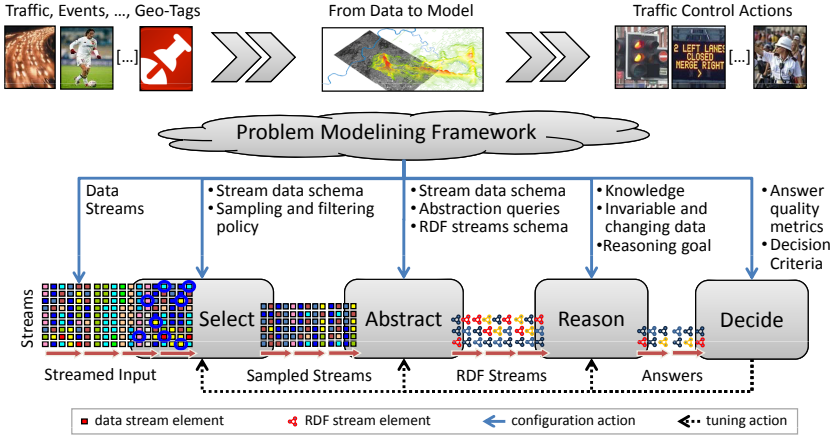 Traffic, Events, ..., Geo-Tags
From Data to Model
Traffic Control Actions
[...]
2 LEFT LANES
CLOSED
MERGE RIGHT
>
[...]
Problem Modelining Framework
Data
Streams
• Stream data schema
• Sampling and filtering
policy
• Stream data schema
• Abstraction queries
• RDF streams schema
• Knowledge
• Invariable and
changing data
• Reasoning goal
• Answer
quality
metrics
• Decision
Criteria
Streams
Select
Abstract
Reason
Decide
Streamed Input
Sampled Streams
RDF Streams
Answers
data stream element
RDF stream element
configuration action
tuning action